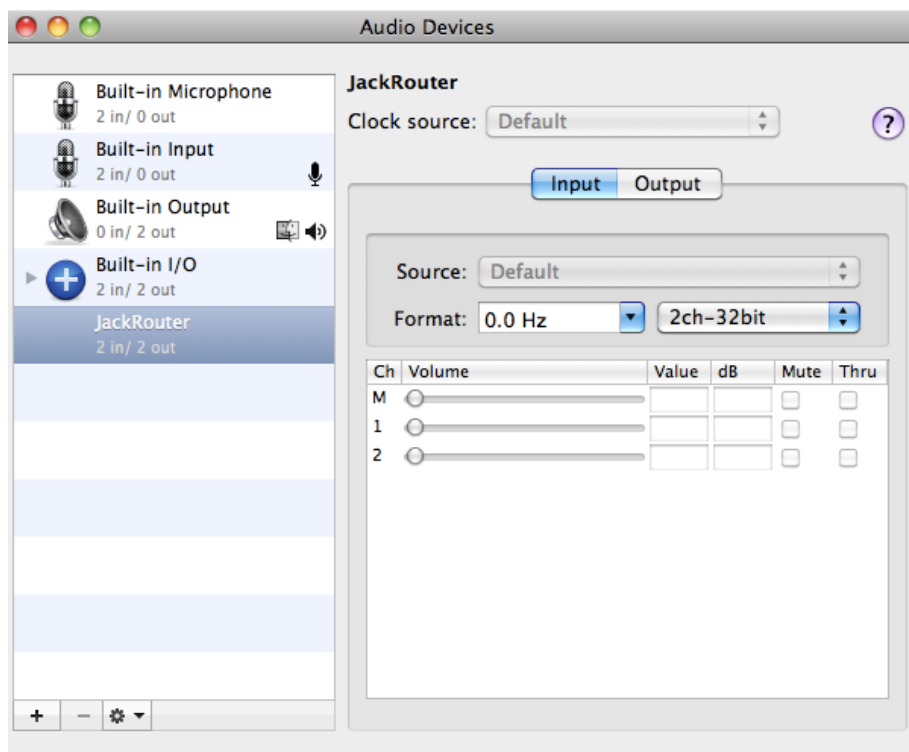 Audio Devices
Built-in Microphone
2 in/ 0 out
Built-in Input
2 in/ 0 out
Built-in Output
0 in/ 2 out
Built-in I/O
2 in/ 2 out
JackRouter
2 in/ 2 out
JackRouter
Clock source: Default
?
Input Output
Source: Default
Format: 0.0 Hz 2ch-32bit
Ch Volume Value dB Mute Thru
M
1
2